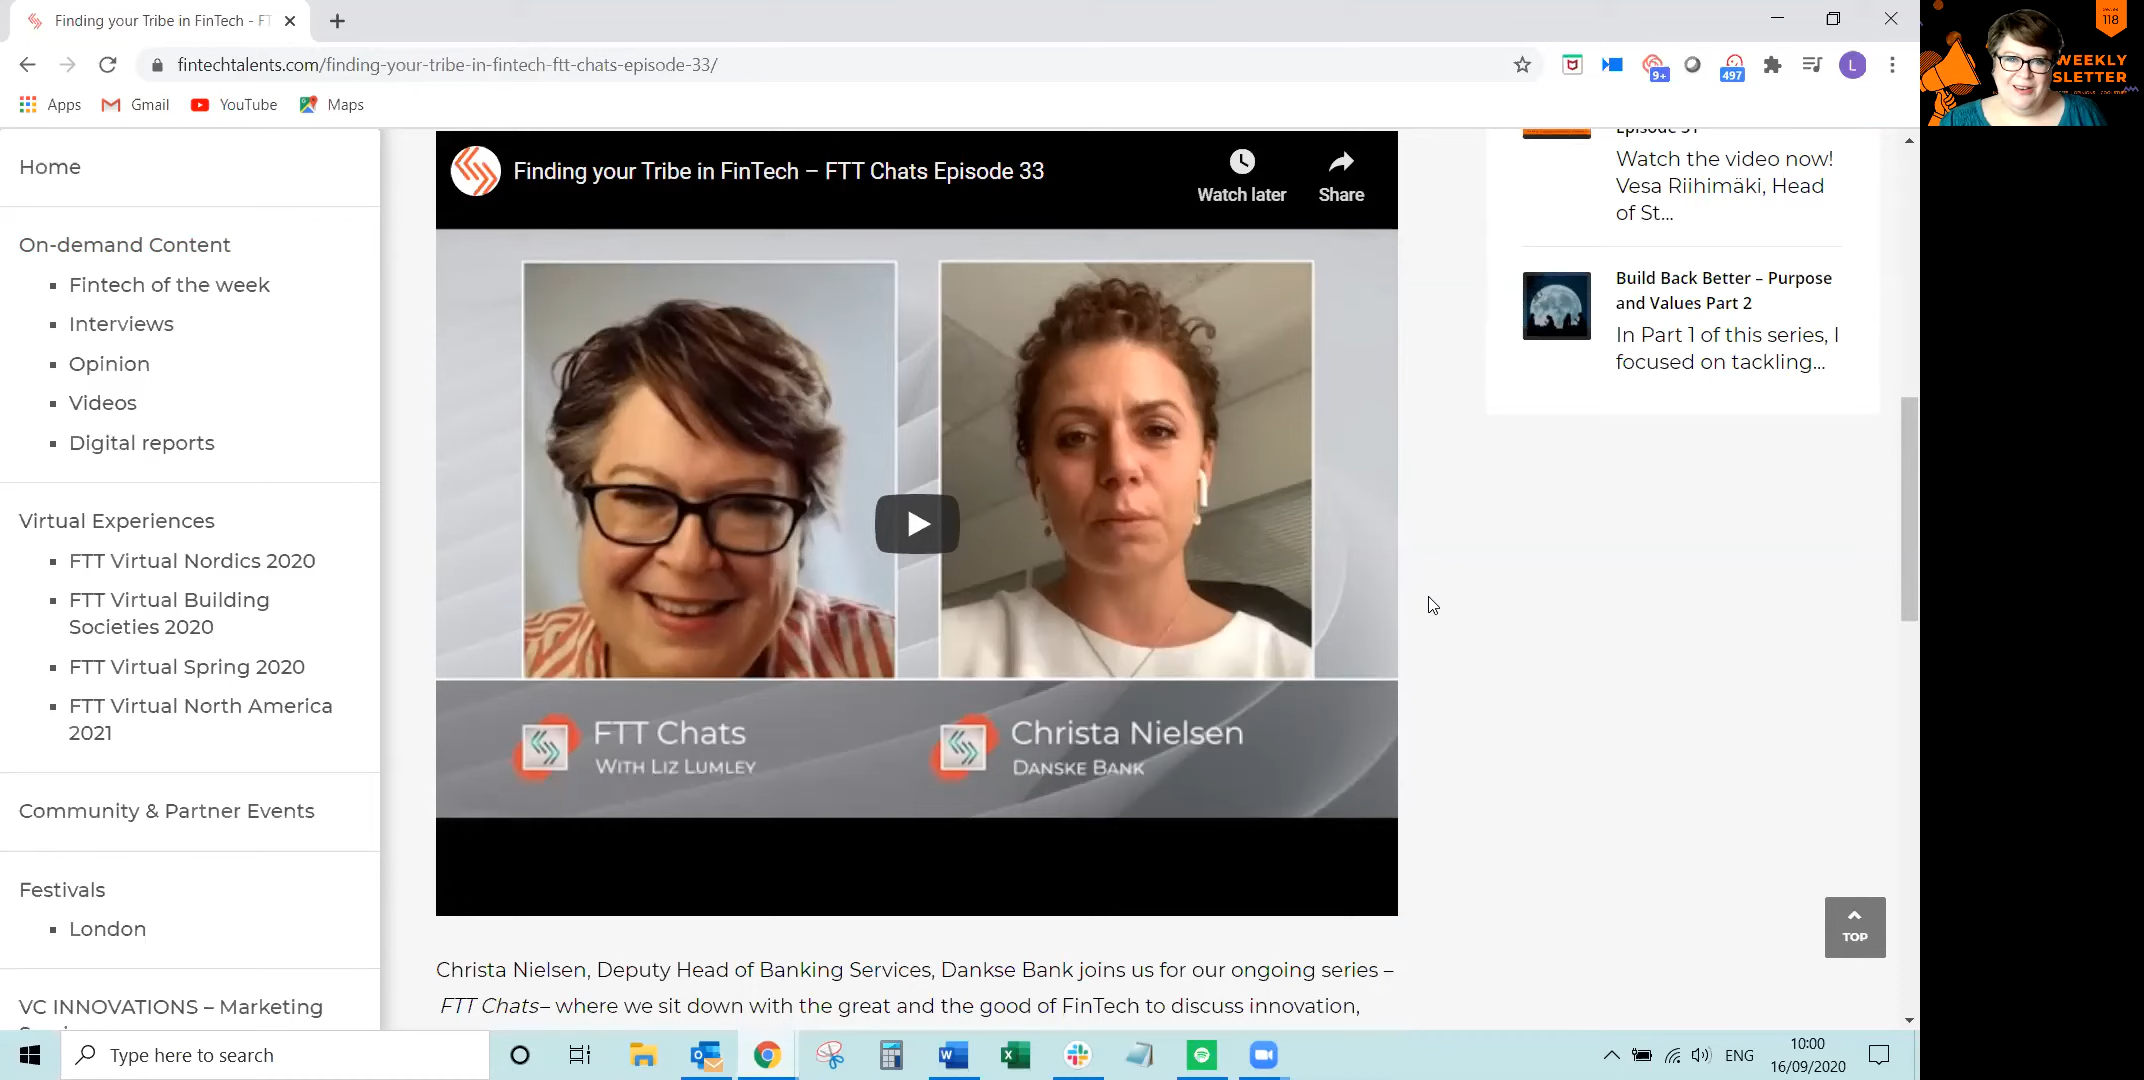 Finding your Tribe in FinTech - FT
fintechtalents.com/finding-your-tribe-in-fintech-ftt-chats-episode-33/
9+
497
L
Apps
Gmail
YouTube
Maps
118
WEEKLY
SLETTER
Home
On-demand Content
Fintech of the week
Interviews
Opinion
Videos
Digital reports
Virtual Experiences
FTT Virtual Nordics 2020
FTT Virtual Building
Societies 2020
FTT Virtual Spring 2020
FTT Virtual North America
2021
Community & Partner Events
Festivals
London
VC INNOVATIONS – Marketing
Finding your Tribe in FinTech – FTT Chats Episode 33
Watch later
Share
FTT Chats
WITH LIZ LUMLEY
Christa Nielsen
DANSKE BANK
Christa Nielsen, Deputy Head of Banking Services, Dankse Bank joins us for our ongoing series –
FTT Chats– where we sit down with the great and the good of FinTech to discuss innovation,
Episode 31
Watch the video now!
Vesa Riihimäki, Head
of St...
Build Back Better – Purpose
and Values Part 2
In Part 1 of this series, I
focused on tackling...
TOP
Type here to search
ENG
10:00
16/09/2020